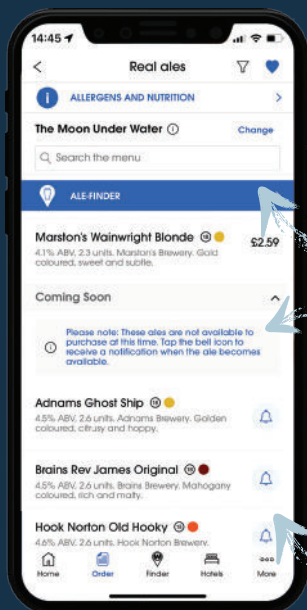 14:45
Real ales
ALLERGENS AND NUTRITION
The Moon Under Water
Change
Search the menu
ALE-FINDER
Marston's Wainwright Blonde 18
£2.59
4.1% ABV, 2.3 units. Marston's Brewery. Gold
coloured, sweet and subtle.
Coming Soon
Please note: These ales are not available to
purchase at this time. Tap the bell icon to
receive a notification when the ale becomes
available.
Adnams Ghost Ship 18
4.5% ABV, 2.6 units. Adnams Brewery. Golden
coloured, citrusy and hoppy.
Brains Rev James Original 18
4.5% ABV, 2.6 units. Brains Brewery. Mahogany
coloured, rich and malty.
Hook Norton Old Hooky 18
4.6% ABV, 2.6 units. Hook Norton Brewery.
Home Order Finder Hotels More